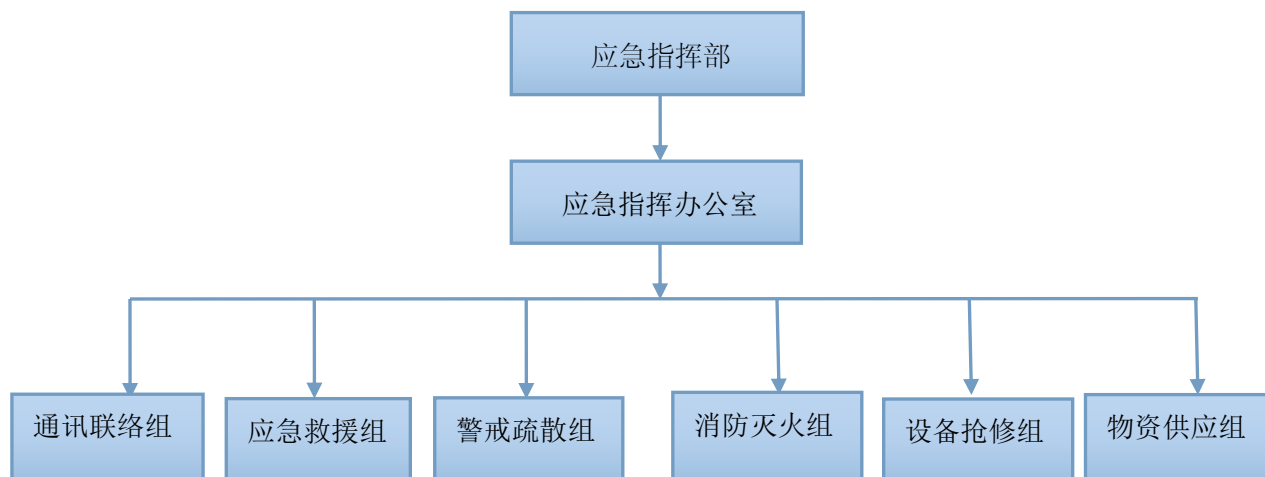 应急指挥部
应急指挥办公室
通讯联络组
应急救援组
警戒疏散组
消防灭火组
设备抢修组
物资供应组